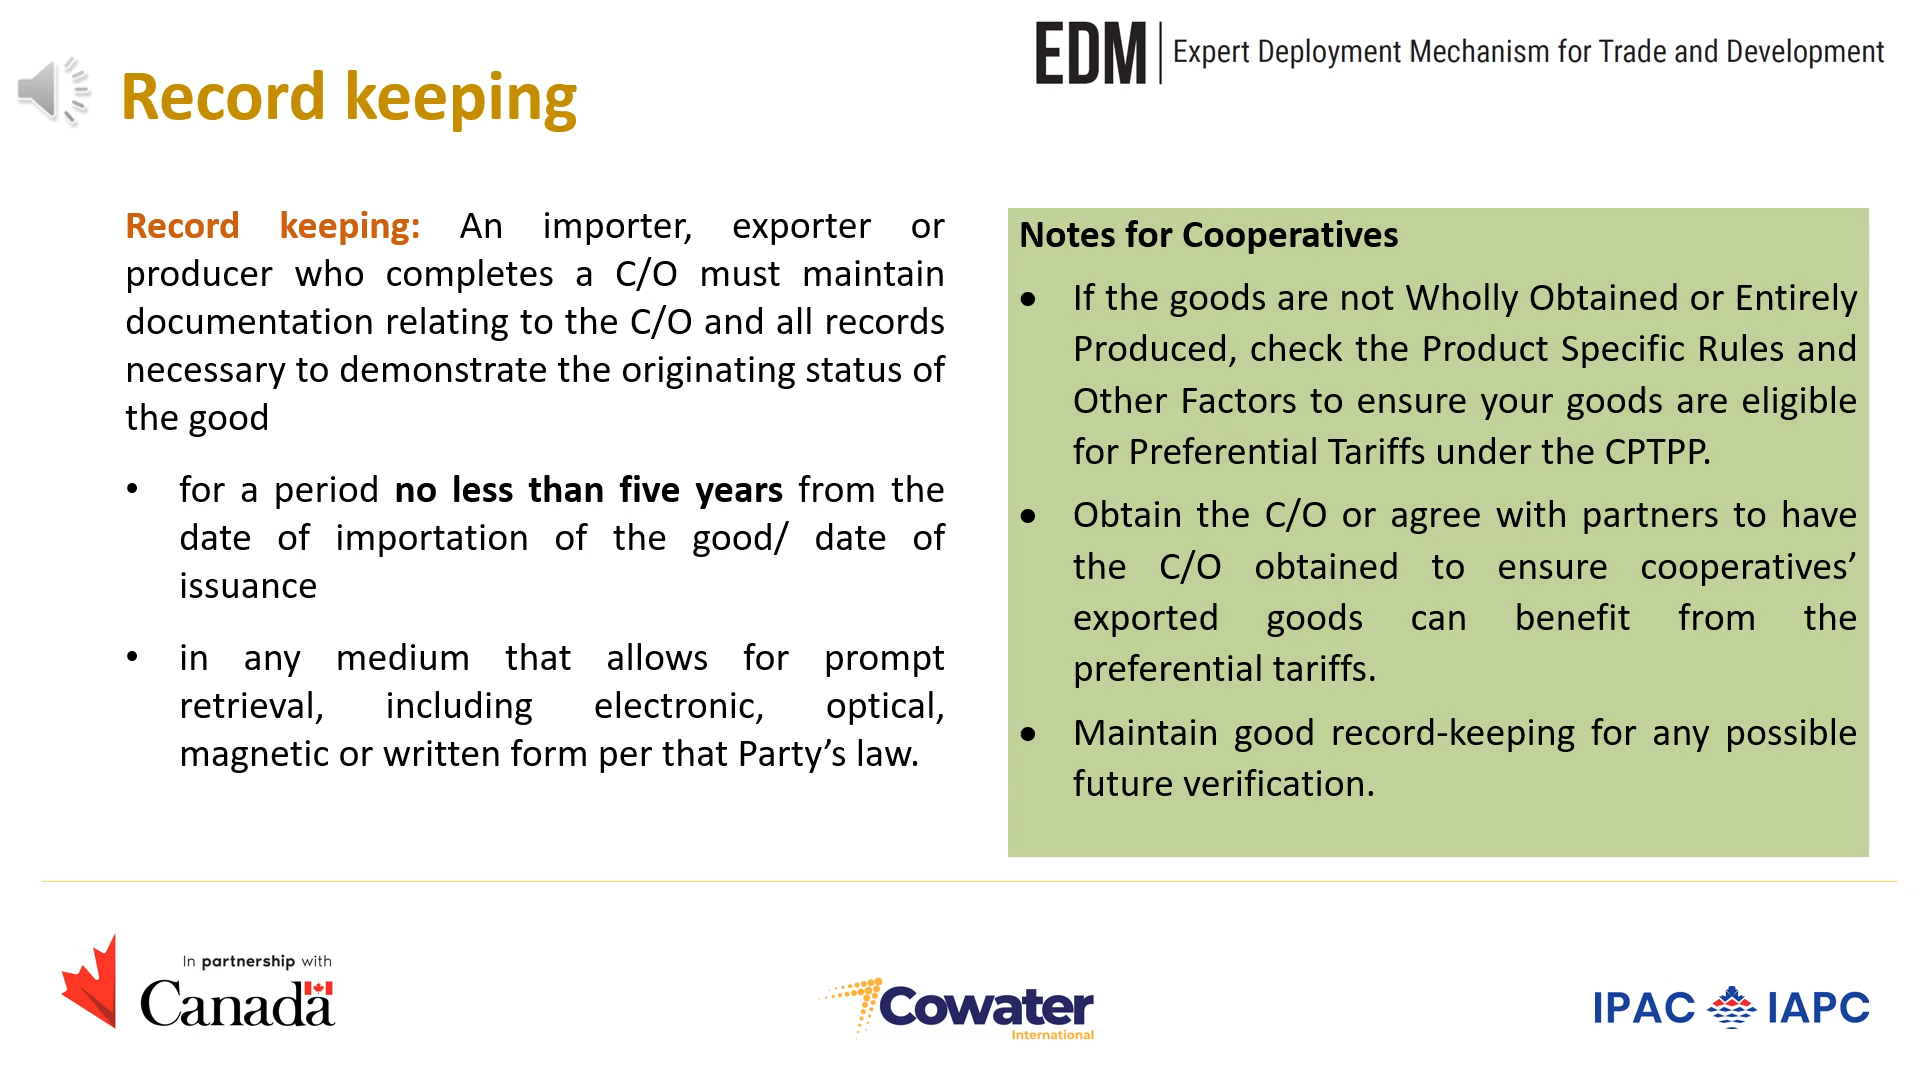 EDM | Expert Deployment Mechanism for Trade and Development
Record keeping
Record keeping: An importer, exporter or
producer who completes a C/O must maintain
documentation relating to the C/O and all records
necessary to demonstrate the originating status of
the good
• for a period no less than five years from the
date of importation of the good/ date of
issuance
• in any medium that allows for prompt
retrieval, including electronic, optical,
magnetic or written form per that Party’s law.
Notes for Cooperatives
• If the goods are not Wholly Obtained or Entirely
Produced, check the Product Specific Rules and
Other Factors to ensure your goods are eligible
for Preferential Tariffs under the CPTPP.
• Obtain the C/O or agree with partners to have
the C/O obtained to ensure cooperatives’
exported goods can benefit from the
preferential tariffs.
• Maintain good record-keeping for any possible
future verification.
In partnership with
Canada
Cowater
International
IPAC IAPC